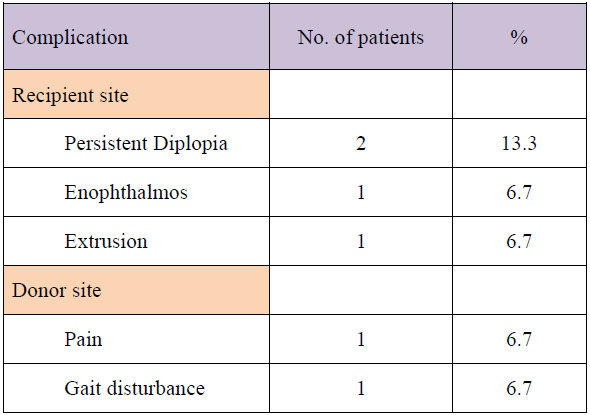 Complication No. of patients %
Recipient site
Persistent Diplopia 2 13.3
Enophthalmos 1 6.7
Extrusion 1 6.7
Donor site
Pain 1 6.7
Gait disturbance 1 6.7